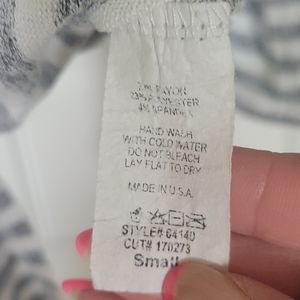 RAYON
POLYESTER
SPANDEX
HAND WASH
WITH COLD WATER
DO NOT BLEACH
LAY FLAT TO DRY
MADE IN U.S.A.
STYLE# 64140
CUT# 170273
Small